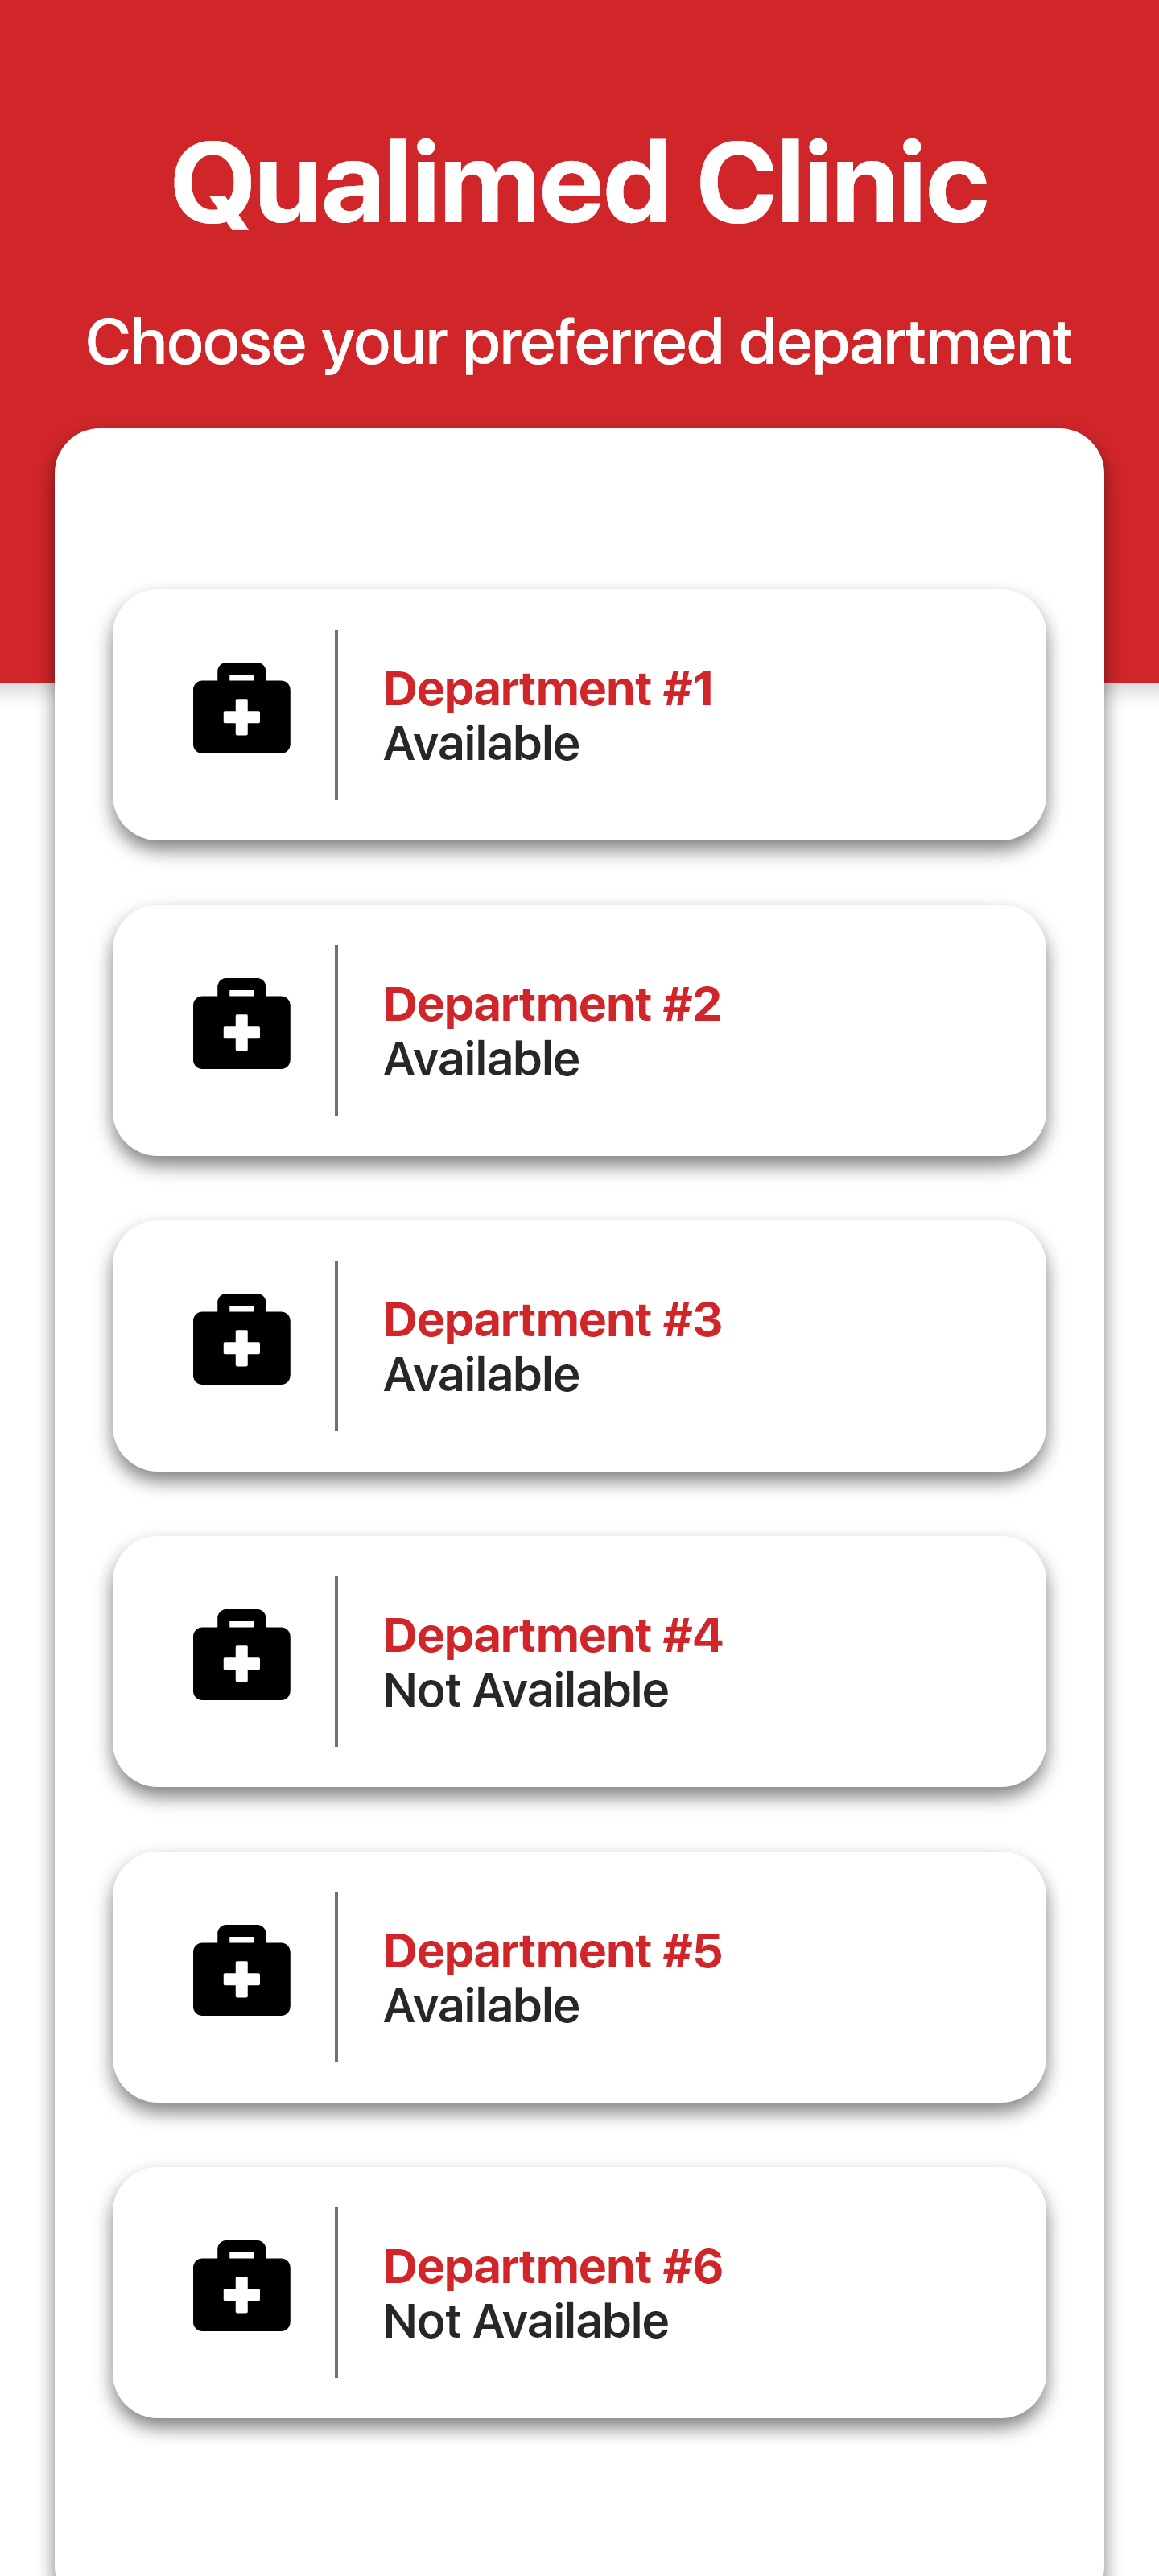 Qualimed Clinic
Choose your preferred department
Department #1
Available
Department #2
Available
Department #3
Available
Department #4
Not Available
Department #5
Available
Department #6
Not Available